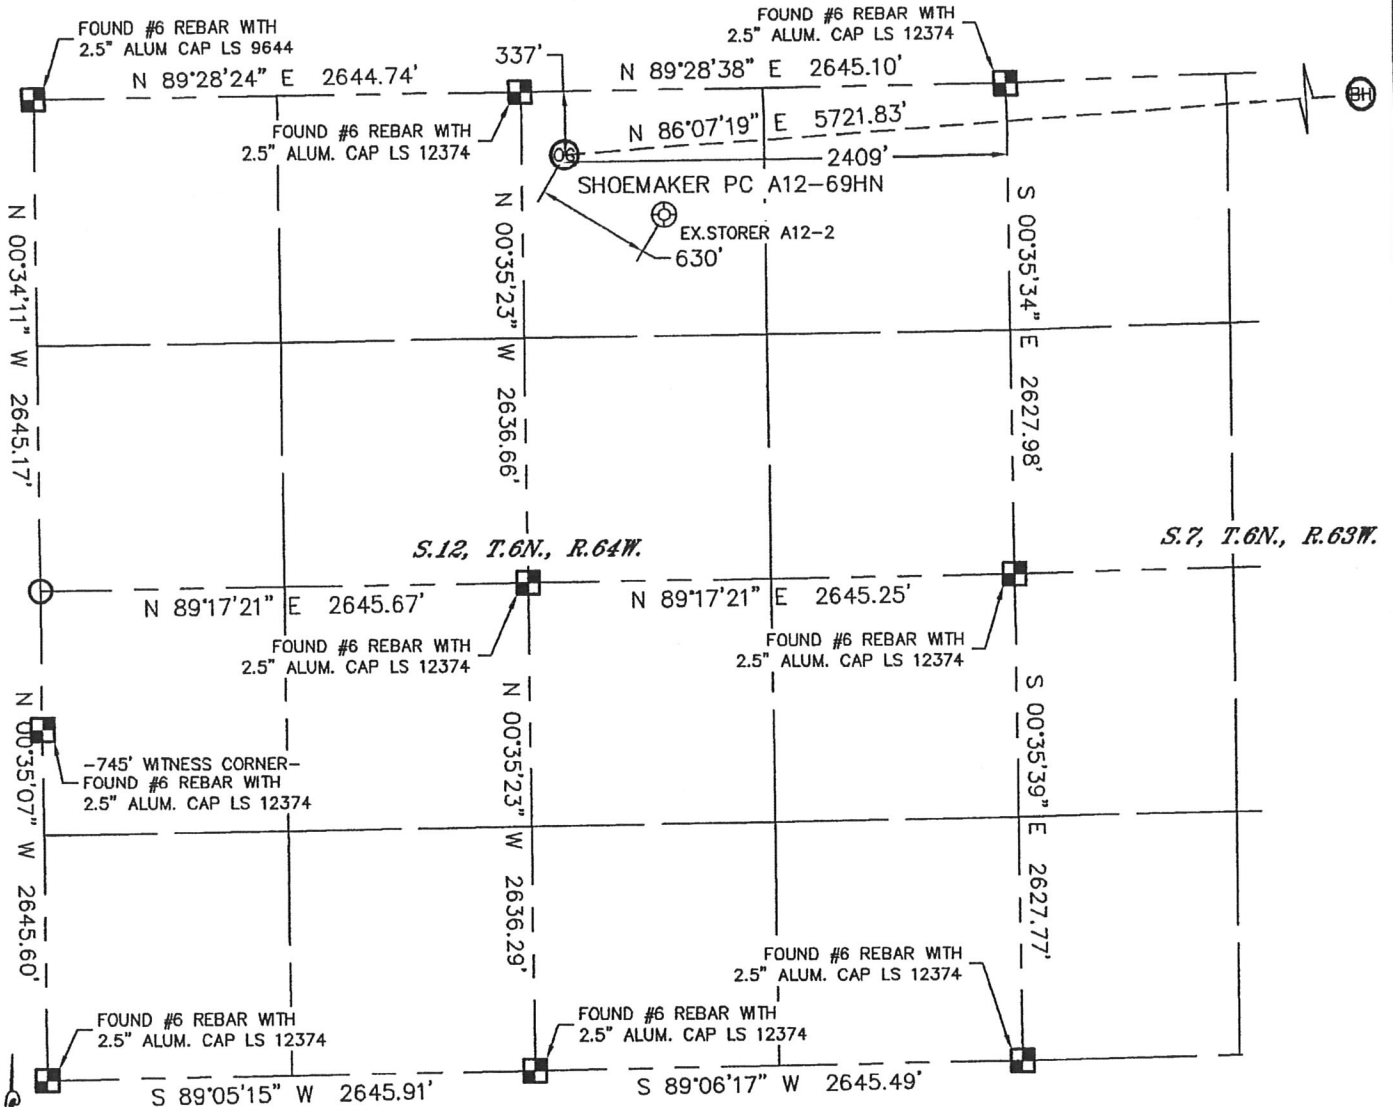 FOUND #6 REBAR WITH
2.5" ALUM CAP LS 9644
N 89°28'24" E 2644.74'
337'
FOUND #6 REBAR WITH
2.5" ALUM. CAP LS 12374
N 89°28'38" E 2645.10'
BH
FOUND #6 REBAR WITH
2.5" ALUM. CAP LS 12374
N 86°07'19" E 5721.83'
OG
2409'
SHOEMAKER PC A12-69HN
EX.STORER A12-2
630'
N 00°34'11" W 2645.17'
N 00°35'23" W 2636.66'
S 00°35'34" E 2627.98'
S.12, T.6N., R.64W.
S.7, T.6N., R.63W.
N 89°17'21" E 2645.67'
N 89°17'21" E 2645.25'
FOUND #6 REBAR WITH
2.5" ALUM. CAP LS 12374
FOUND #6 REBAR WITH
2.5" ALUM. CAP LS 12374
-745' WITNESS CORNER-
FOUND #6 REBAR WITH
2.5" ALUM. CAP LS 12374
N 00°35'07" W 2645.60'
N 00°35'23" W 2636.29'
S 00°35'39" E 2627.77'
FOUND #6 REBAR WITH
2.5" ALUM. CAP LS 12374
FOUND #6 REBAR WITH
2.5" ALUM. CAP LS 12374
FOUND #6 REBAR WITH
2.5" ALUM. CAP LS 12374
S 89°05'15" W 2645.91'
S 89°06'17" W 2645.49'